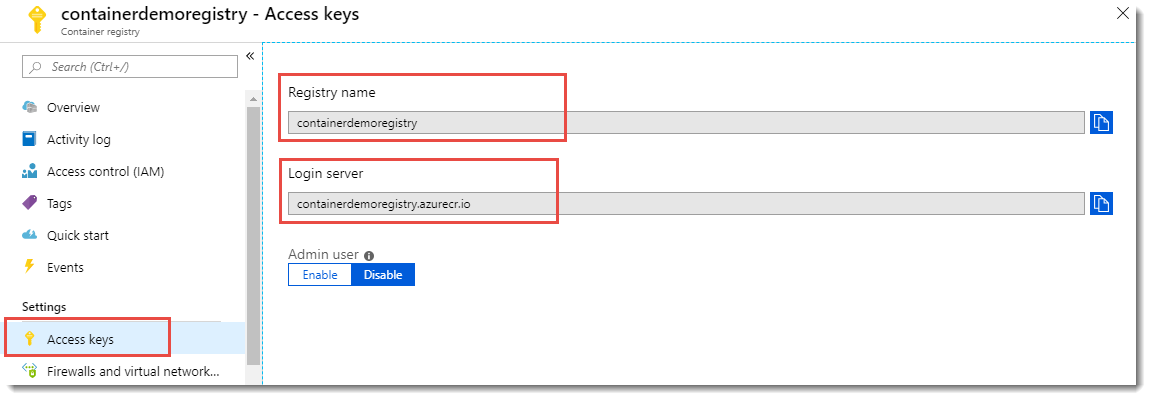 containerdemoregistry - Access keys
Container registry
Search (Ctrl+/)
Overview
Activity log
Access control (IAM)
Tags
Quick start
Events
Settings
Access keys
Firewalls and virtual network...
Registry name
containerdemoregistry
Login server
containerdemoregistry.azurecr.io
Admin user
Enable Disable